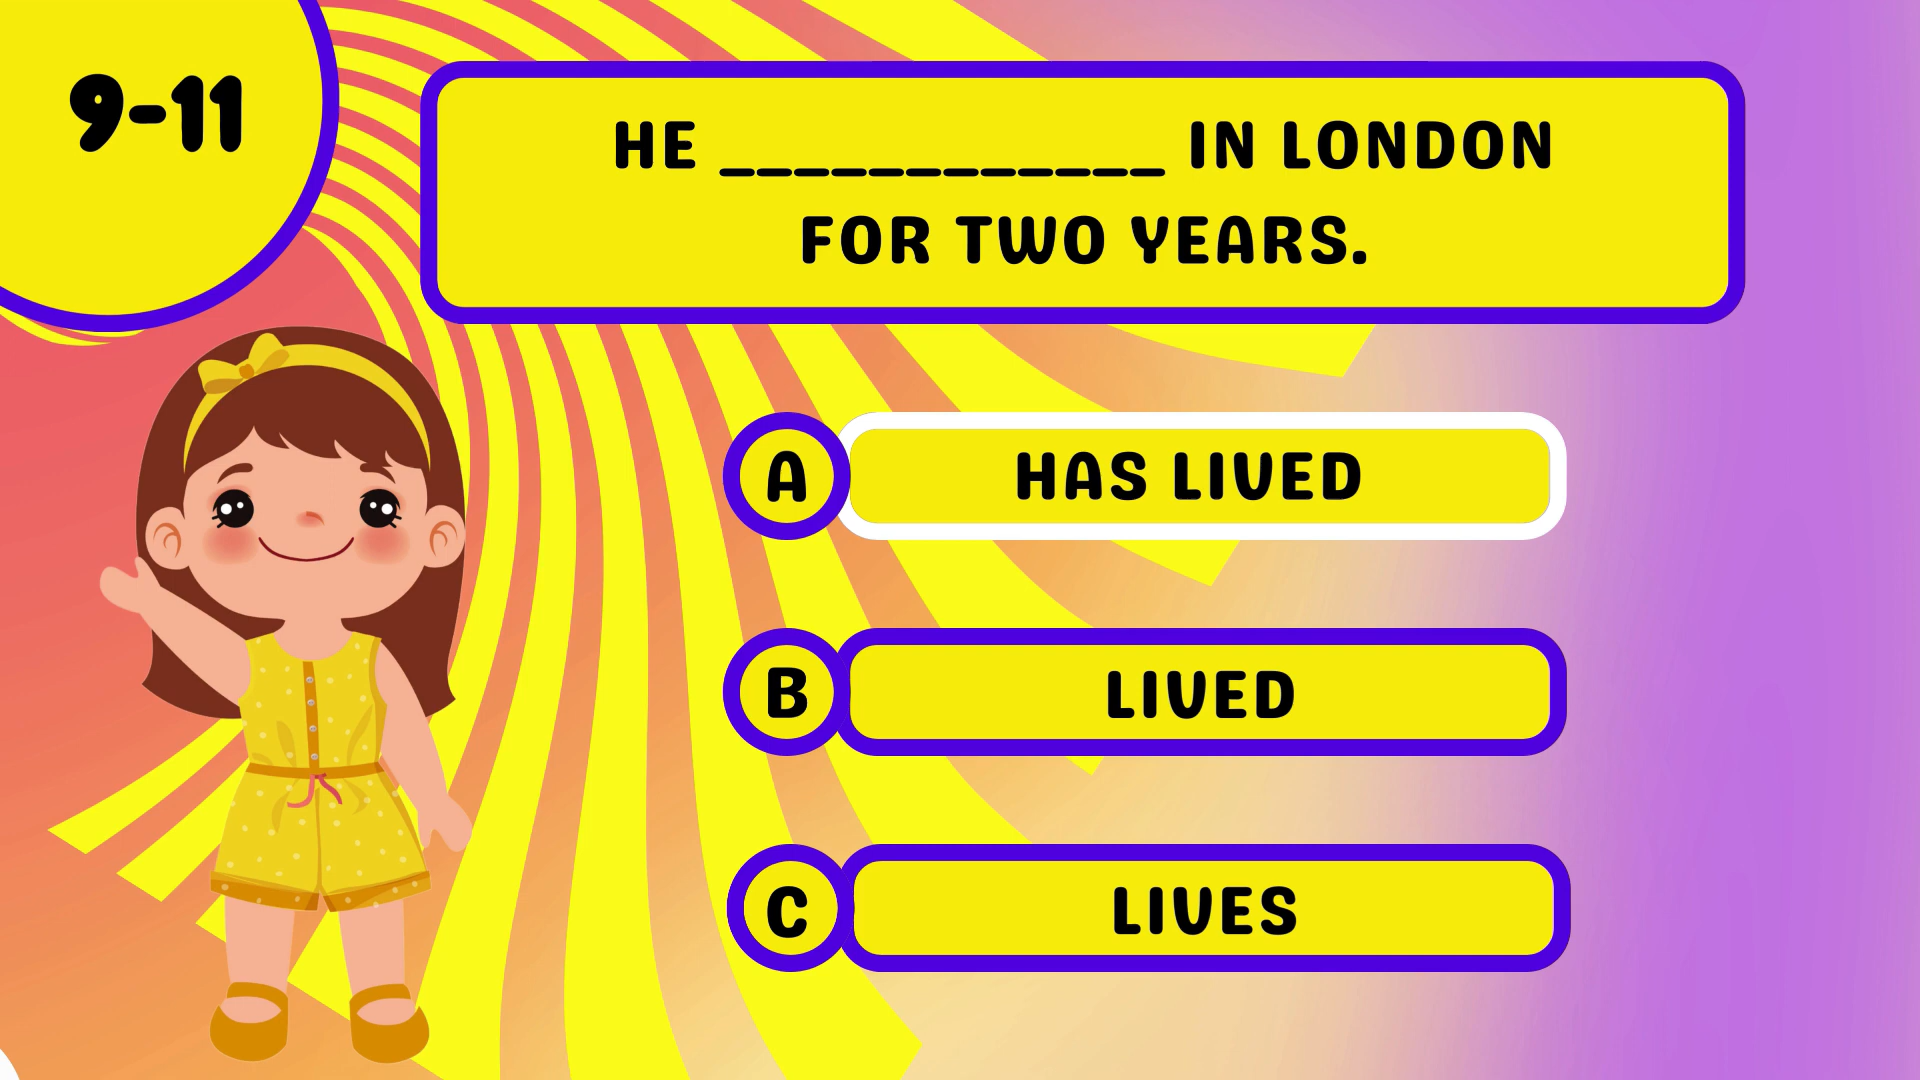 9-11
HE ____________ IN LONDON
FOR TWO YEARS.
A HAS LIVED
B LIVED
C LIVES